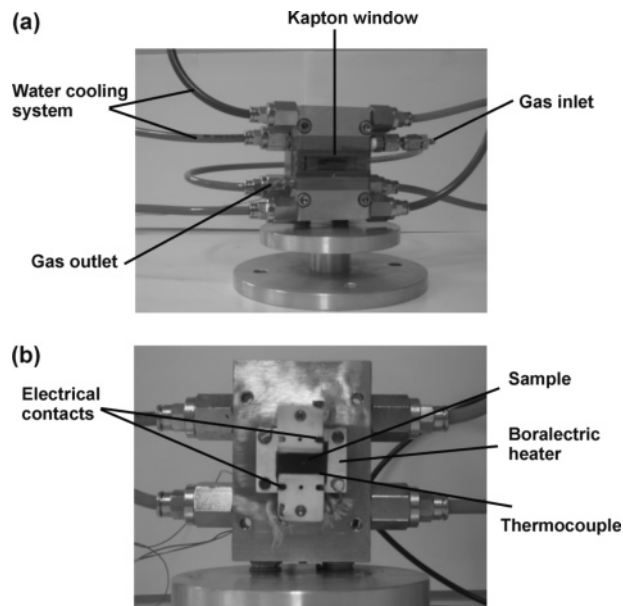 (a)
Kapton window
Water cooling
system
Gas inlet
Gas outlet
(b)
Electrical
contacts
Sample
Boralectric
heater
Thermocouple